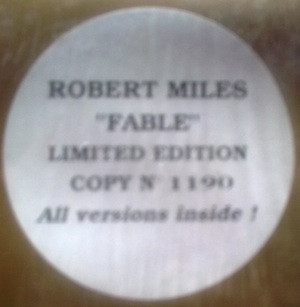 ROBERT MILES
"FABLE"
LIMITED EDITION
COPY N° 1190
All versions inside !